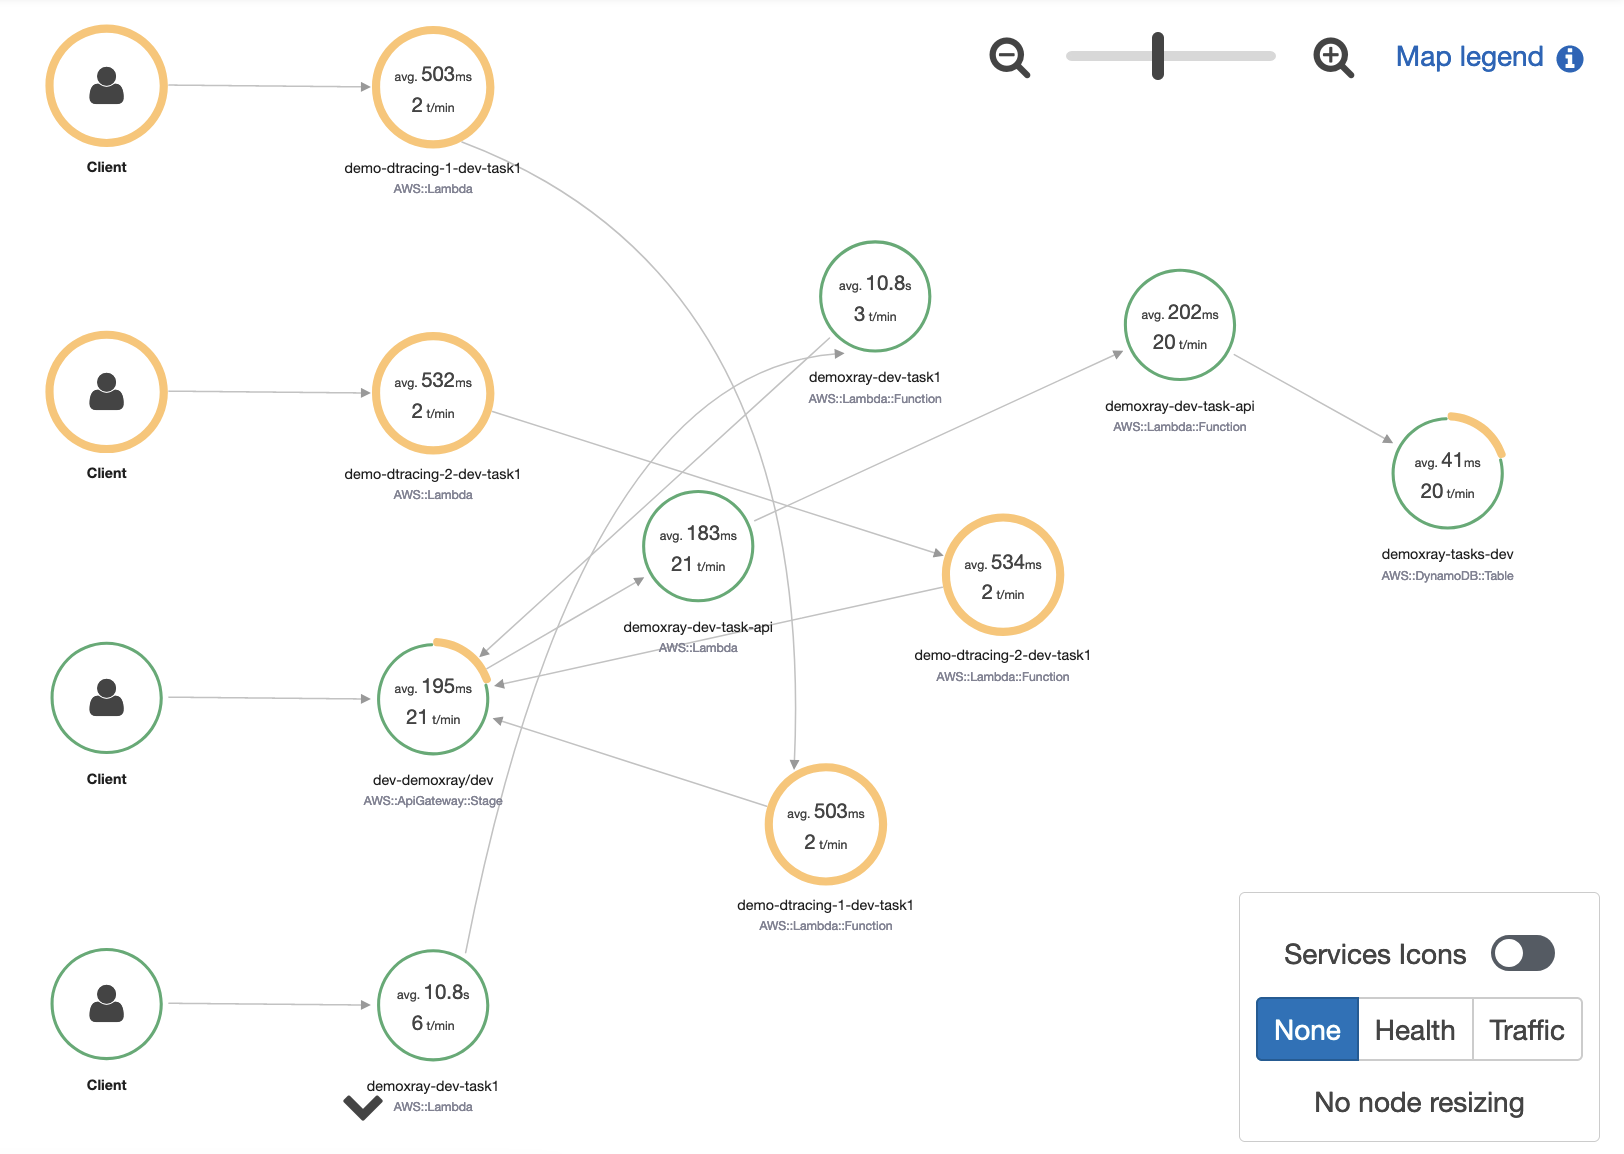 avg. 503ms
2 t/min
Map legend
Client
demo-dtracing-1-dev-task1
AWS::Lambda
avg. 10.8s
3 t/min
demoxray-dev-task1
AWS::Lambda::Function
avg. 202ms
20 t/min
demoxray-dev-task-api
AWS::Lambda::Function
avg. 532ms
2 t/min
Client
demo-dtracing-2-dev-task1
AWS::Lambda
avg. 41ms
20 t/min
demoxray-tasks-dev
AWS::DynamoDB::Table
avg. 183ms
21 t/min
demoxray-dev-task-api
AWS::Lambda
avg. 534ms
2 t/min
demo-dtracing-2-dev-task1
AWS::Lambda::Function
avg. 195ms
21 t/min
Client
dev-demoxray/dev
AWS::ApiGateway::Stage
avg. 503ms
2 t/min
demo-dtracing-1-dev-task1
AWS::Lambda::Function
avg. 10.8s
6 t/min
Client
demoxray-dev-task1
AWS::Lambda
Services Icons
None Health Traffic
No node resizing